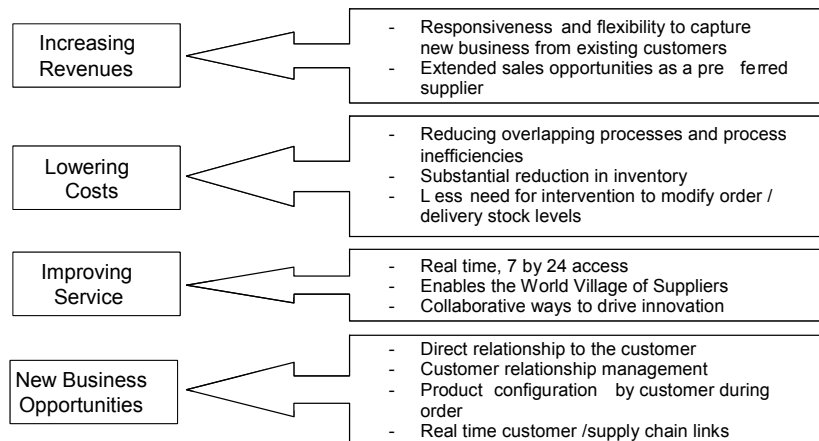 Increasing
Revenues
- Responsiveness and flexibility to capture
new business from existing customers
- Extended sales opportunities as a pre ferred
supplier
Lowering
Costs
- Reducing overlapping processes and process
inefficiencies
- Substantial reduction in inventory
- L ess need for intervention to modify order /
delivery stock levels
Improving
Service
- Real time, 7 by 24 access
- Enables the World Village of Suppliers
- Collaborative ways to drive innovation
New Business
Opportunities
- Direct relationship to the customer
- Customer relationship management
- Product configuration by customer during
order
- Real time customer /supply chain links